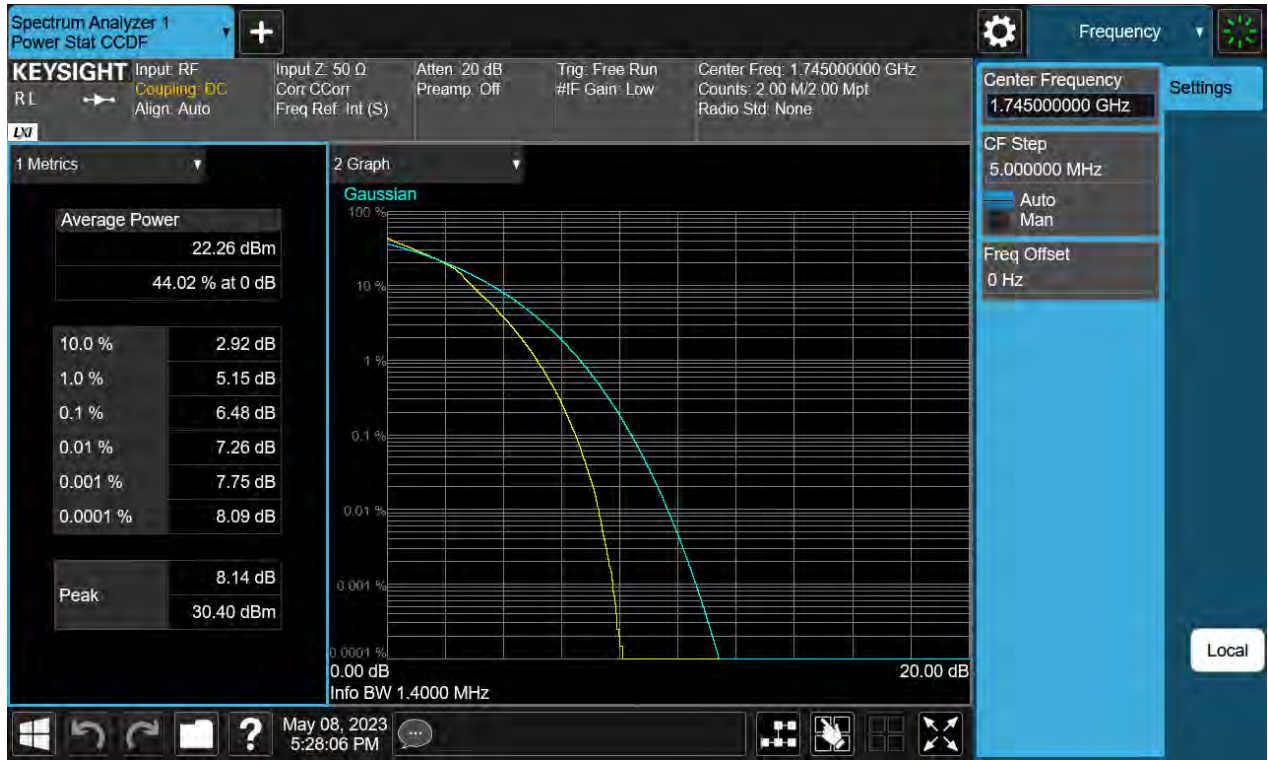 Spectrum Analyzer 1
Power Stat CCDF
Frequency
KEYSIGHT
RL
LXI
Input: RF
Coupling: DC
Align: Auto
Input Z: 50 Ω
Corr CCorr
Freq Ref: Int (S)
Atten: 20 dB
Preamp: Off
Trig: Free Run
#IF Gain: Low
Center Freq: 1.745000000 GHz
Counts: 2.00 M/2.00 Mpt
Radio Std: None
Center Frequency
1.745000000 GHz
Settings
CF Step
5.000000 MHz
Auto
Man
Freq Offset
0 Hz
1 Metrics
Average Power
22.26 dBm
44.02 % at 0 dB
10.0 % 2.92 dB
1.0 % 5.15 dB
0.1 % 6.48 dB
0.01 % 7.26 dB
0.001 % 7.75 dB
0.0001 % 8.09 dB
Peak
8.14 dB
30.40 dBm
2 Graph
Gaussian
100 %
10 %
1 %
0.1 %
0.01 %
0.001 %
0.0001 %
0.00 dB 20.00 dB
Info BW 1.4000 MHz
Local
?
May 08, 2023
5:28:06 PM